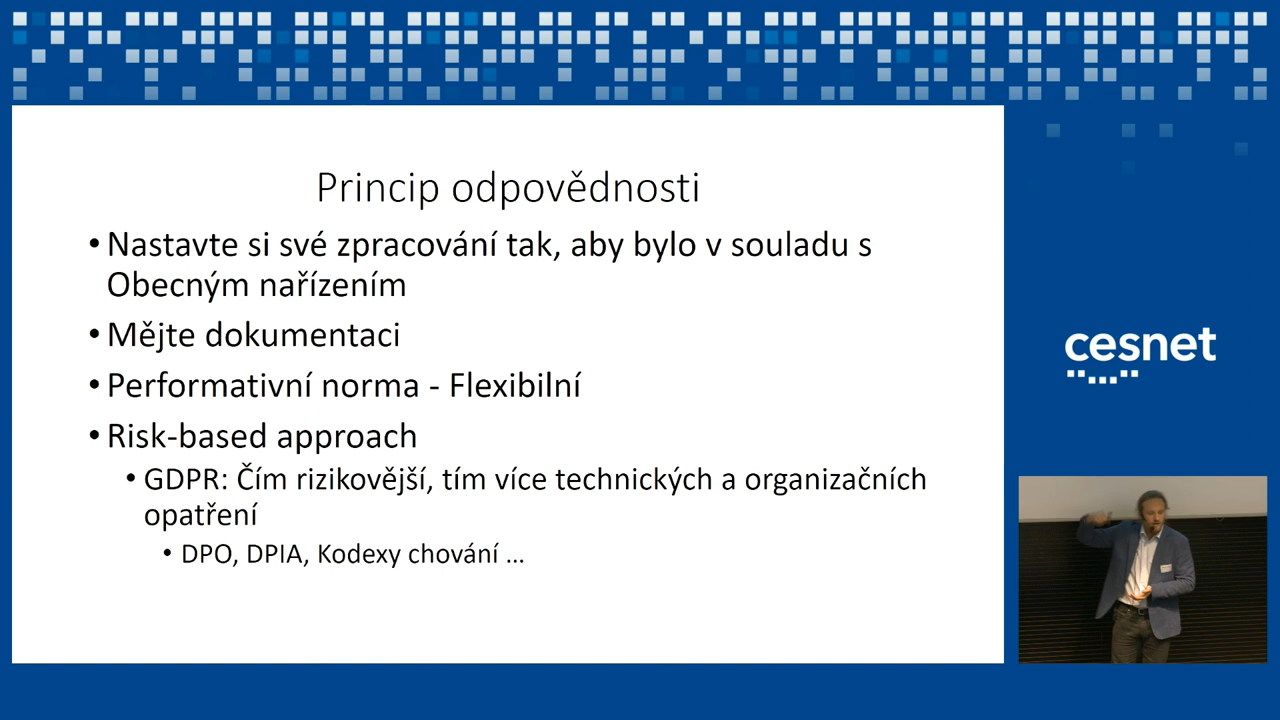 Princip odpovědnosti
• Nastavte si své zpracování tak, aby bylo v souladu s
Obecným nařízením
• Mějte dokumentaci
• Performativní norma - Flexibilní
• Risk-based approach
• GDPR: Čím rizikovější, tím více technických a organizačních
opatření
• DPO, DPIA, Kodexy chování ...
cesnet